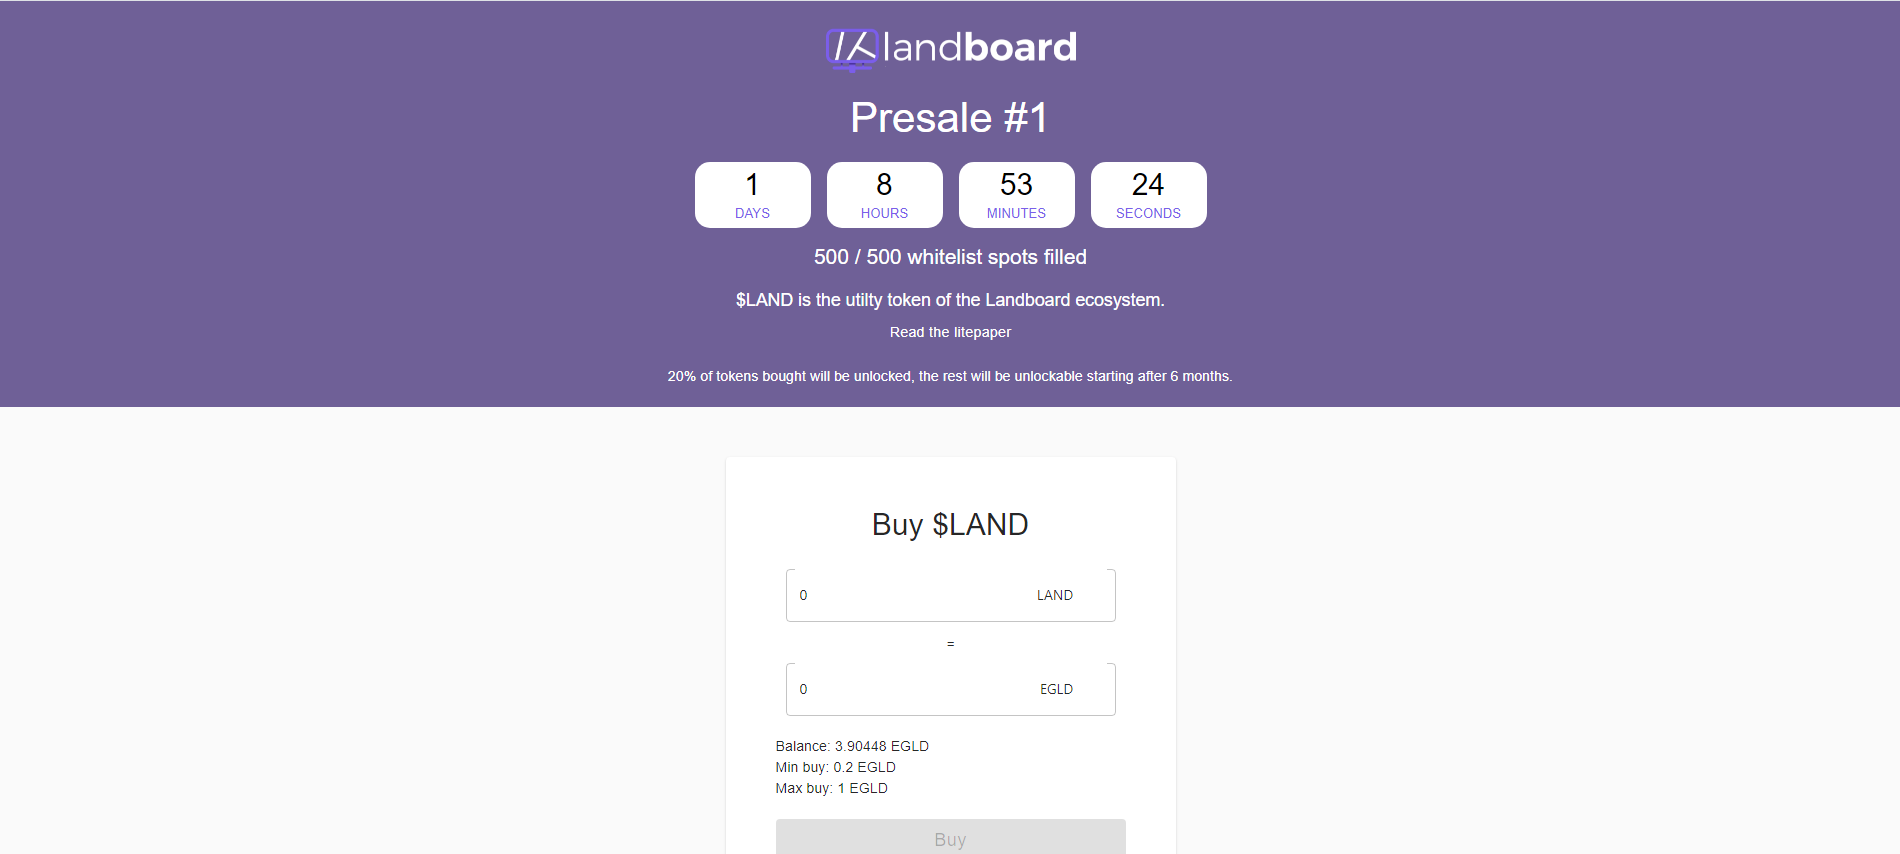 landboard
Presale #1
1 8 53 24
DAYS HOURS MINUTES SECONDS
500 / 500 whitelist spots filled
$LAND is the utilty token of the Landboard ecosystem.
Read the litepaper
20% of tokens bought will be unlocked, the rest will be unlockable starting after 6 months.
Buy $LAND
0 LAND
=
0 EGLD
Balance: 3.90448 EGLD
Min buy: 0.2 EGLD
Max buy: 1 EGLD
Buy